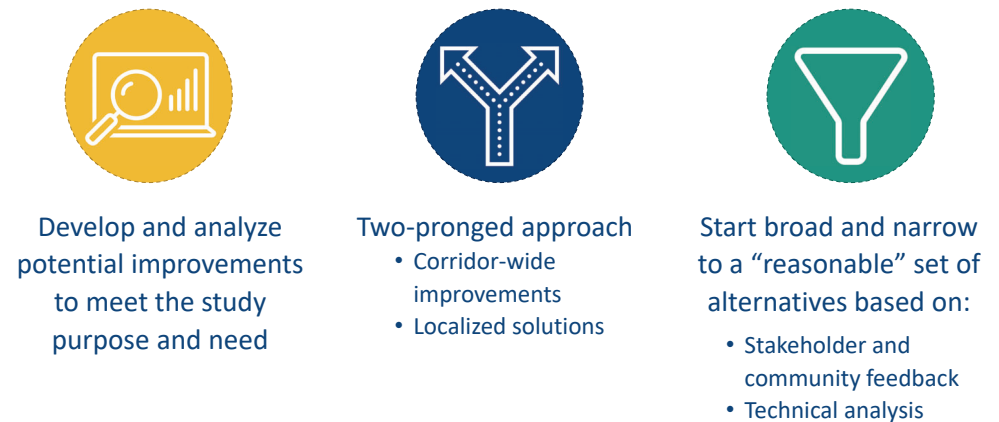 Develop and analyze
potential improvements
to meet the study
purpose and need
Two-pronged approach
• Corridor-wide
improvements
• Localized solutions
Start broad and narrow
to a “reasonable” set of
alternatives based on:
• Stakeholder and
community feedback
• Technical analysis